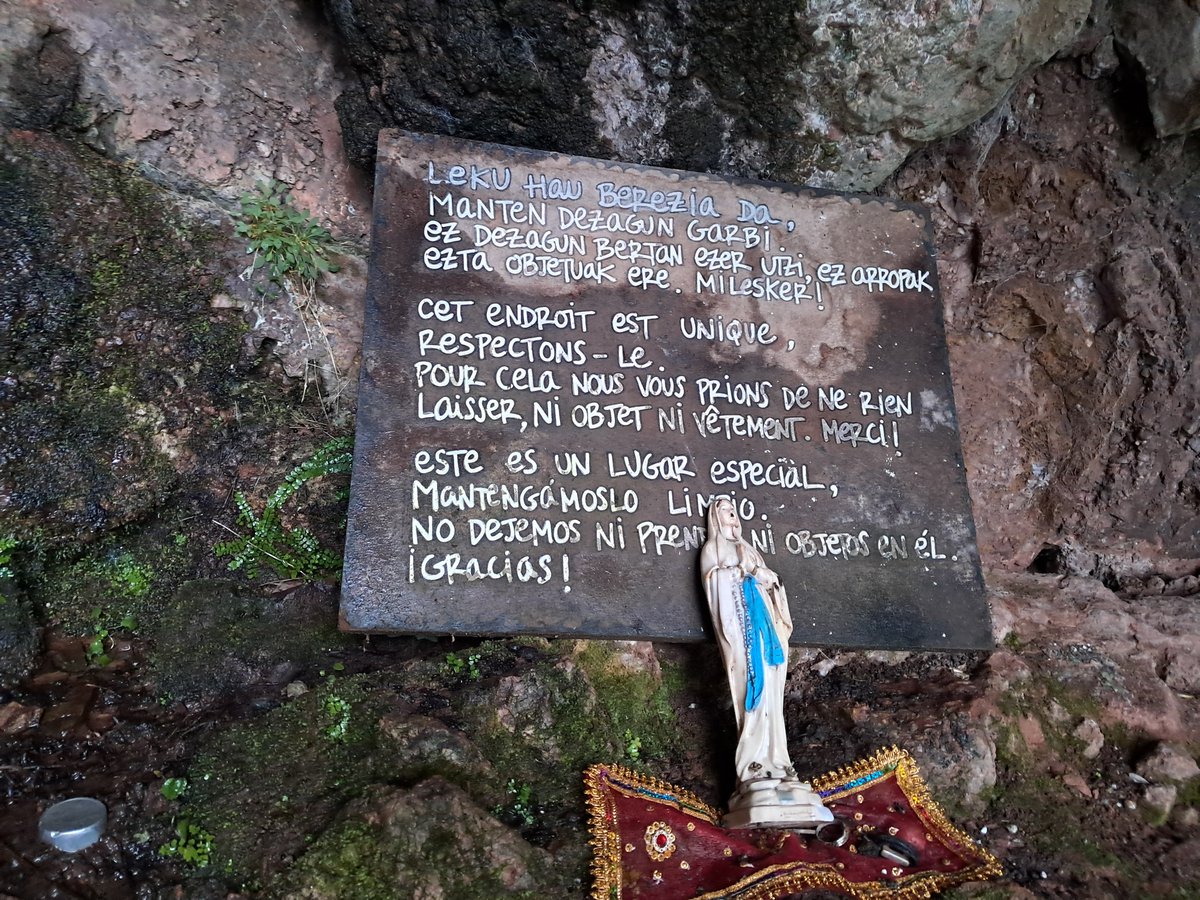 Leku Hau Berezia Da,
Manten Dezagun Garbi.
Ez Dezagun Bertan Ezer Utzi, ez arropak
ezta objetuak ere. Milesker!
Cet endroit est unique,
Respectons-le.
Pour cela nous vous prions de ne rien
Laisser, ni objet ni vêtement. Merci!
Este es un lugar especial,
Mantengámoslo limpio.
No dejemos ni ni objetos en él.
¡Gracias!